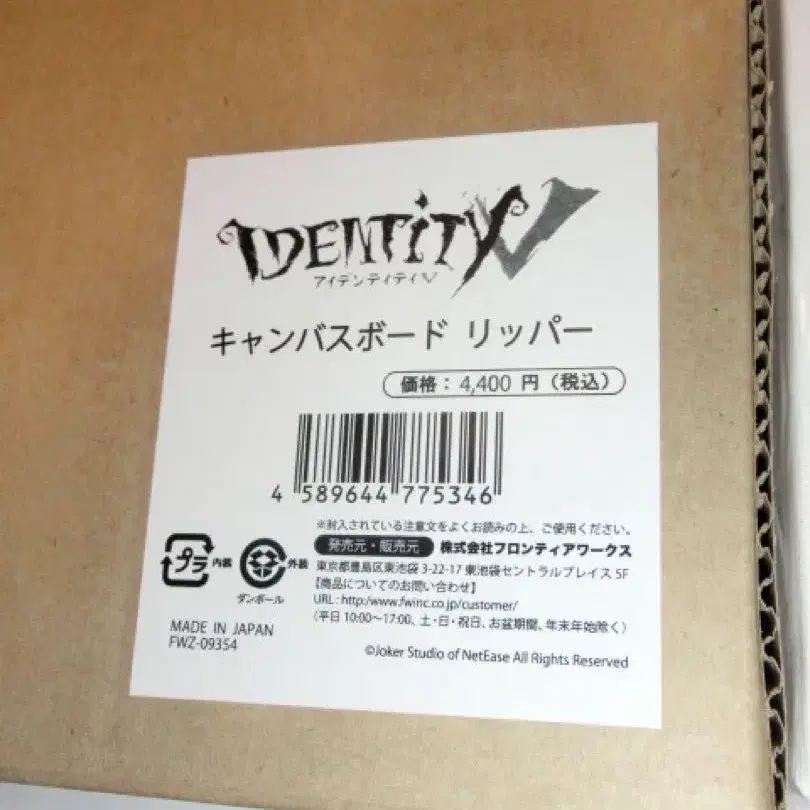 IDENTITY V
アイデンティティV
キャンバスボード リッパー
価格：4,400 円（税込）
4 589644 775346
※封入されている注意文をよくお読みの上、ご使用ください。
発売元・販売元 株式会社フロンティアワークス
東京都豊島区東池袋 3-22-17 東池袋セントラルプレイス 5F
【商品についてのお問い合わせ】
URL : http:/www.fwinc.co.jp/customer/
（平日 10:00～17:00、土・日・祝日、お盆期間、年末年始除く）
プラ 内装
外装
ダンボール
MADE IN JAPAN
FWZ-09354
©Joker Studio of NetEase All Rights Reserved